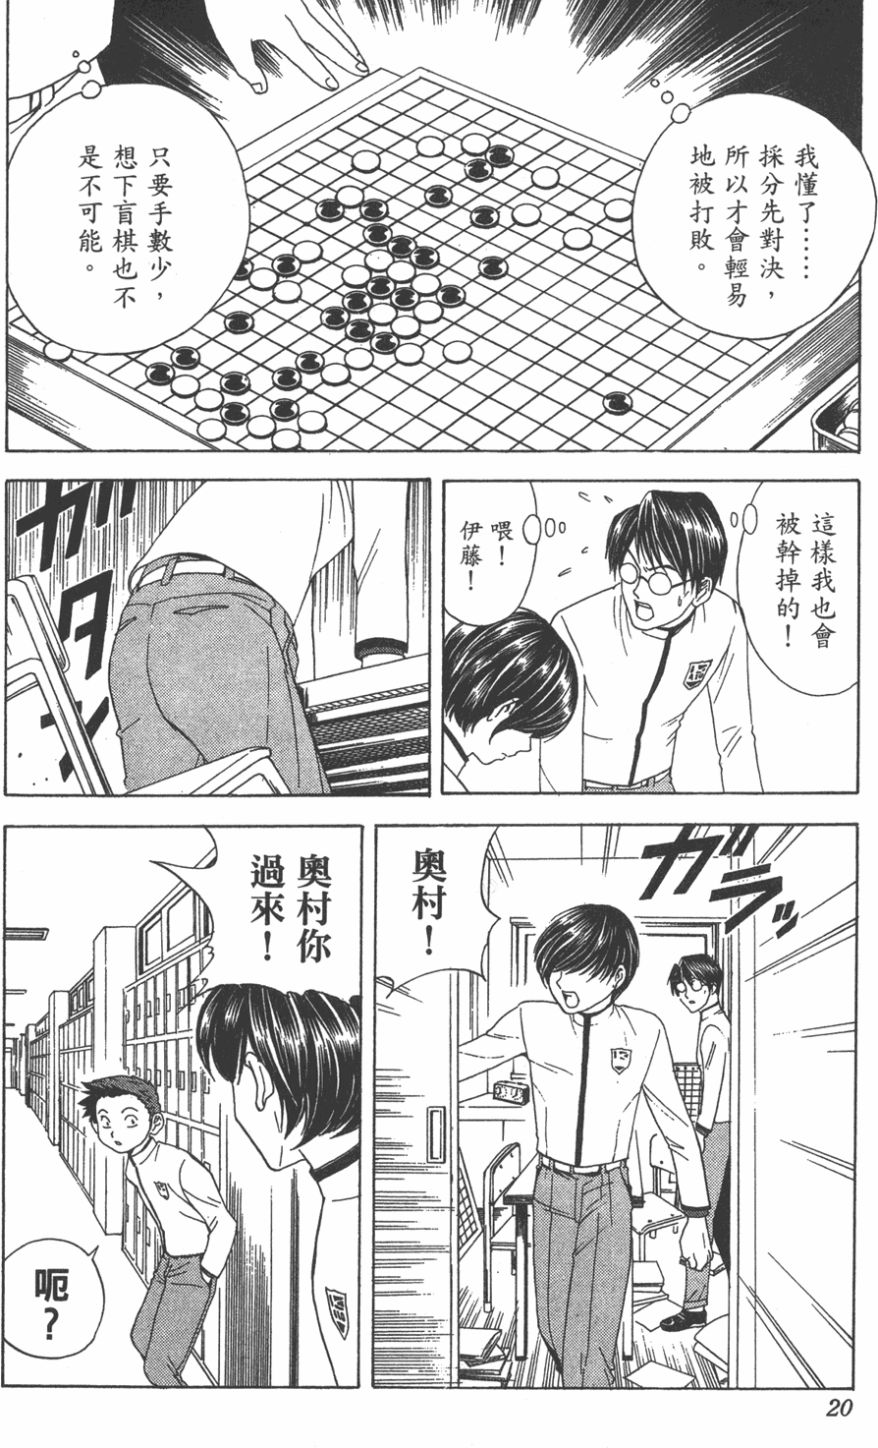 我懂了……
採分先對決，
所以才會輕易
地被打敗。
只要手數少，
想下盲棋也不
是不可能。
這樣我也會
被幹掉的！
喂！
伊藤！
ガタン
ガラッ
奧村！
奧村你
過來！
呃？
20